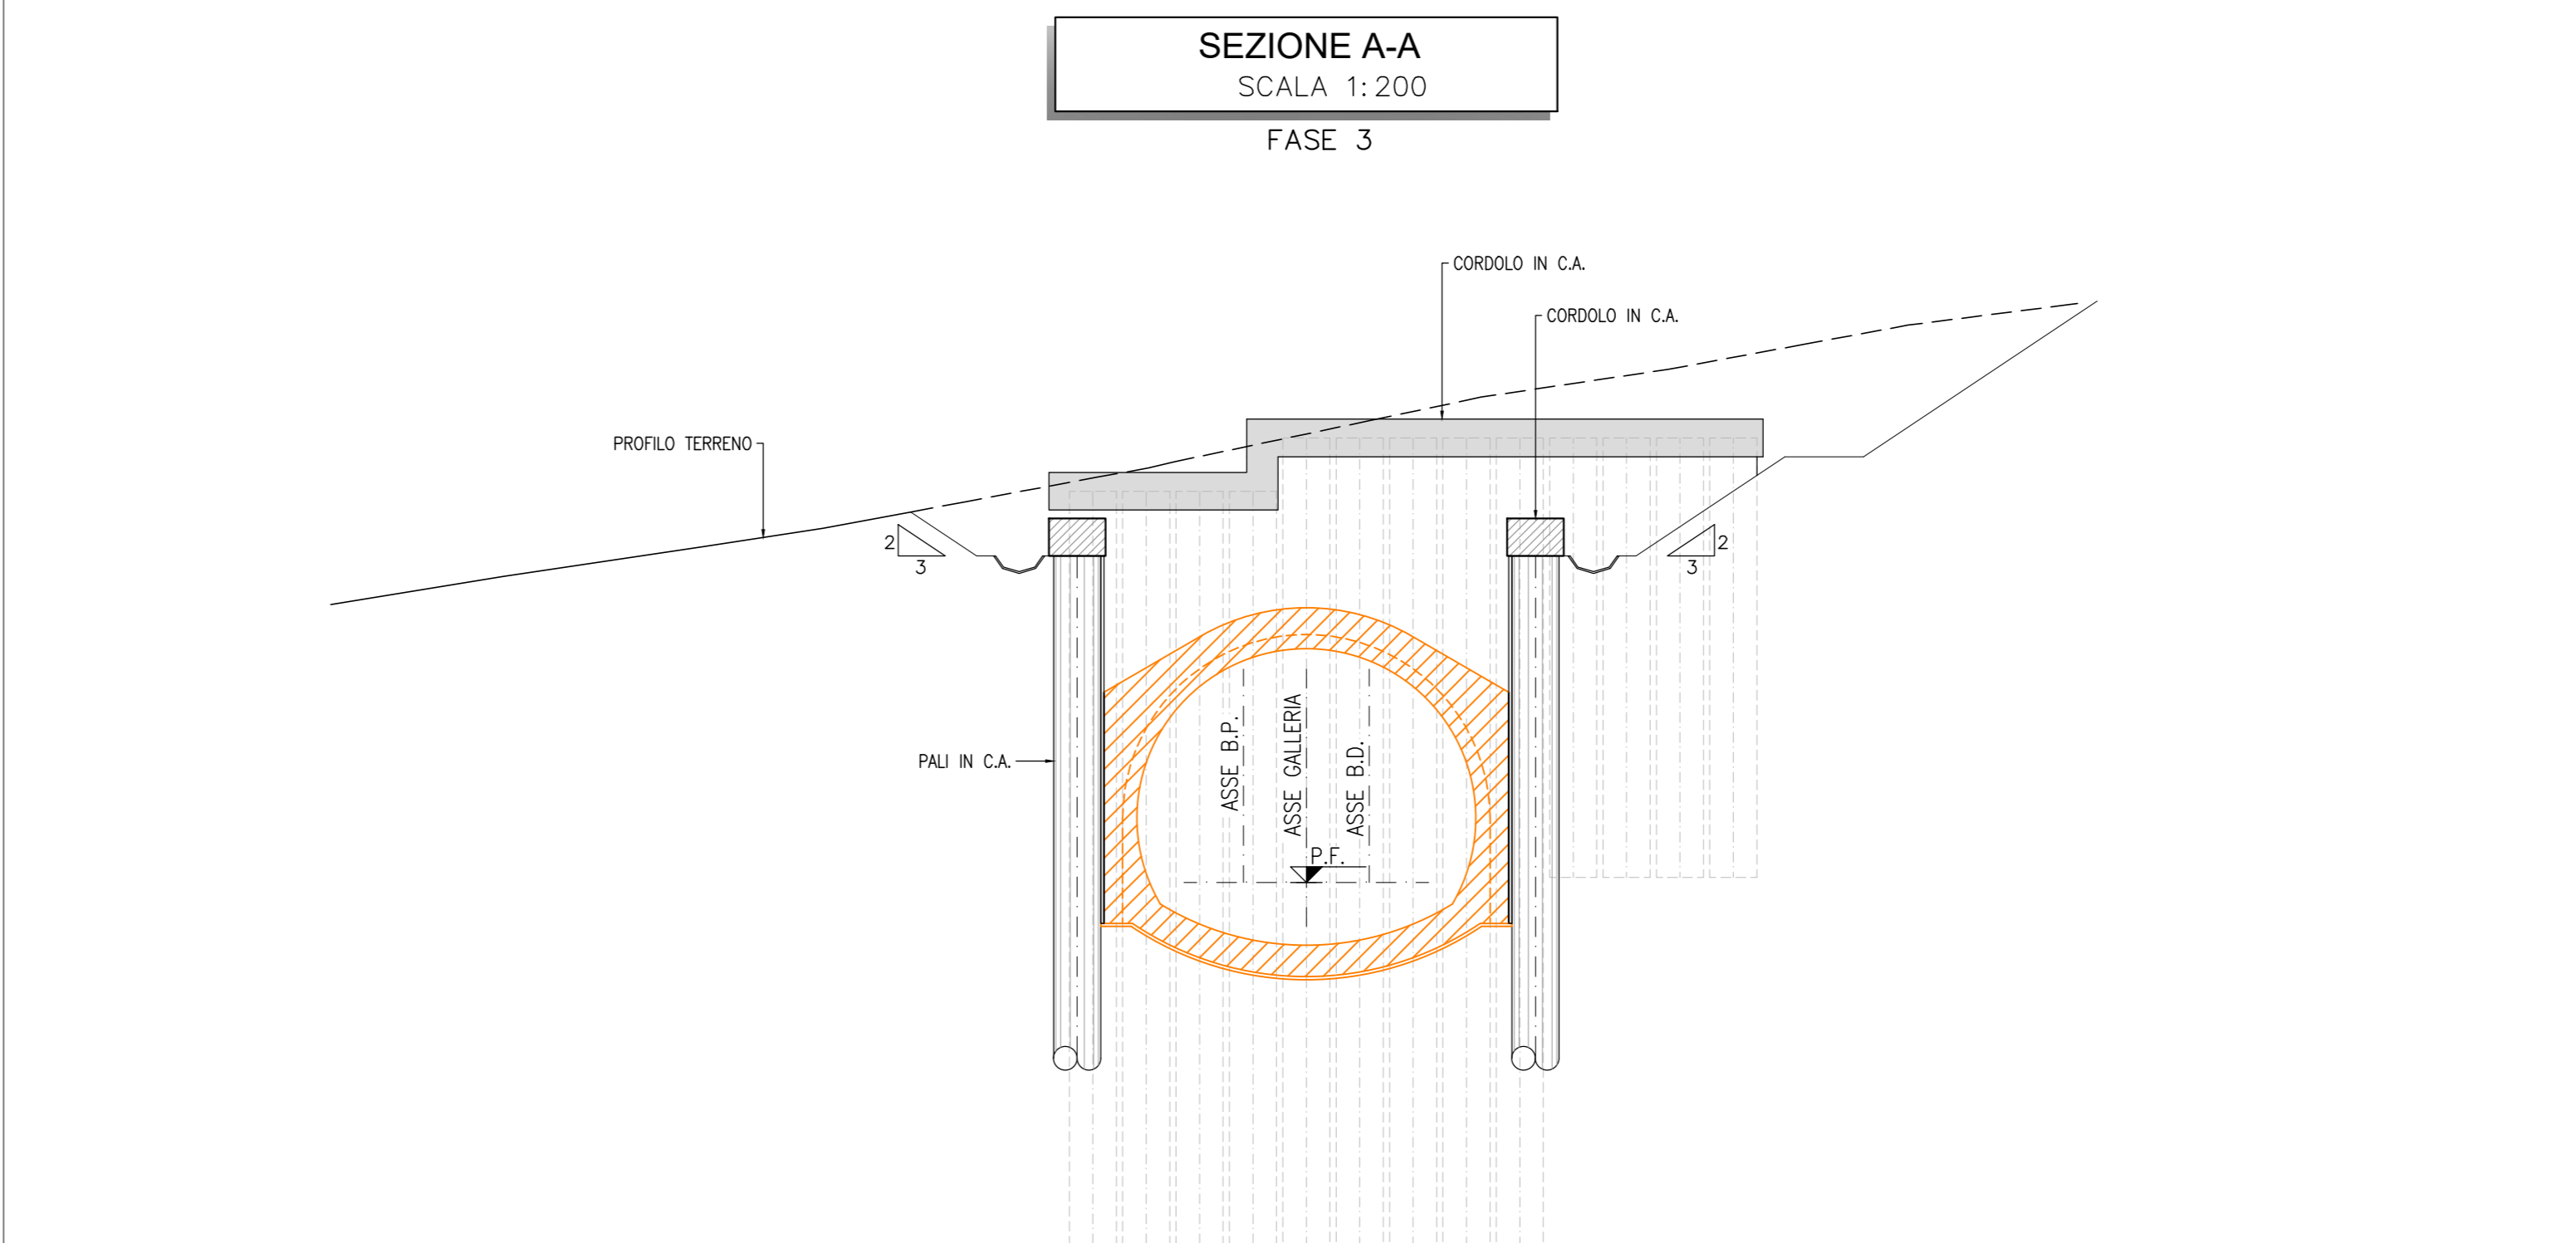 SEZIONE A-A
SCALA 1:200
FASE 3
CORDOLO IN C.A.
CORDOLO IN C.A.
PROFILO TERRENO
2
3
2
3
PALI IN C.A.
ASSE B.P.
ASSE GALLERIA
ASSE B.D.
P.F.